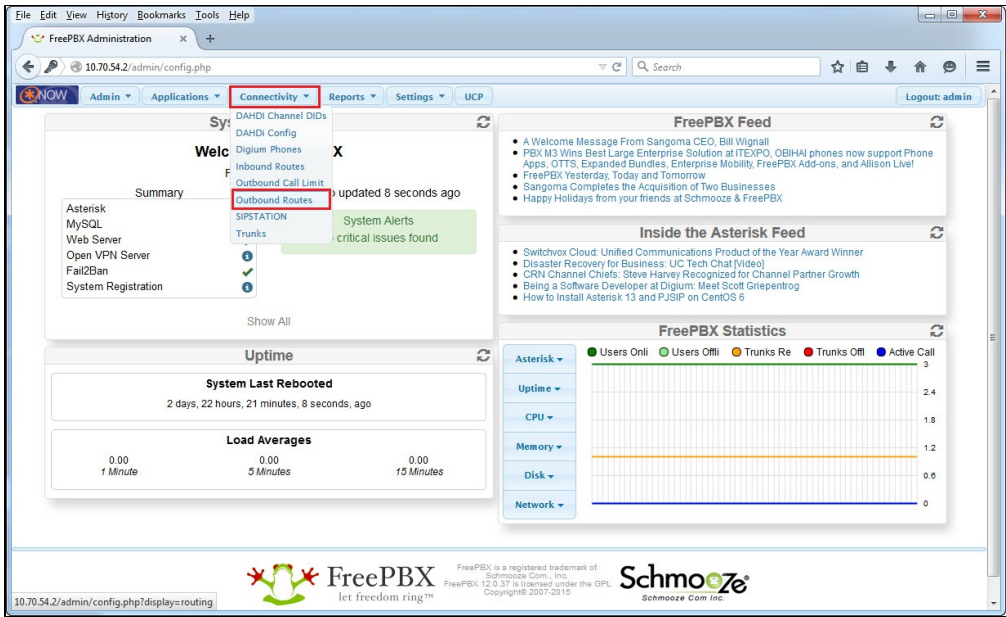 File Edit View History Bookmarks Tools Help
FreePBX Administration × +
10.70.54.2/admin/config.php
Search
NOW Admin Applications Connectivity Reports Settings UCP Logout: admin
DAHDI Channel DIDs
DAHDi Config
Digium Phones
Inbound Routes
Outbound Call Limit
Outbound Routes
SIPSTATION
Trunks
Sys
Welc X
F
Summary updated 8 seconds ago
Asterisk
MySQL
Web Server
Open VPN Server
Fail2Ban
System Registration
System Alerts
critical issues found
Show All
Uptime
System Last Rebooted
2 days, 22 hours, 21 minutes, 8 seconds, ago
Load Averages
0.00 0.00 0.00
1 Minute 5 Minutes 15 Minutes
FreePBX Feed
A Welcome Message From Sangoma CEO, Bill Wignall
PBX M3 Wins Best Large Enterprise Solution at ITEXPO, OBIHAI phones now support Phone
Apps, OTTS, Expanded Bundles, Enterprise Mobility, FreePBX Add-ons, and Allison Live!
FreePBX Yesterday, Today and Tomorrow
Sangoma Completes the Acquisition of Two Businesses
Happy Holidays from your friends at Schmooze & FreePBX
Inside the Asterisk Feed
Switchvox Cloud: Unified Communications Product of the Year Award Winner
Disaster Recovery for Business: UC Tech Chat [Video]
CRN Channel Chiefs: Steve Harvey Recognized for Channel Partner Growth
Being a Software Developer at Digium: Meet Scott Griepentrog
How to Install Asterisk 13 and PJSIP on CentOS 6
FreePBX Statistics
Asterisk
Uptime
CPU
Memory
Disk
Network
Users Onli Users Offli Trunks Re Trunks Offl Active Call
3
2.4
1.8
1.2
0.6
0
FreePBX
let freedom ring™
FreePBX is a registered trademark of
Schmooze Com., Inc.
FreePBX 12.0.37 is licensed under the GPL
Copyright© 2007-2015
Schmooze
Schmooze Com Inc.
10.70.54.2/admin/config.php?display=routing